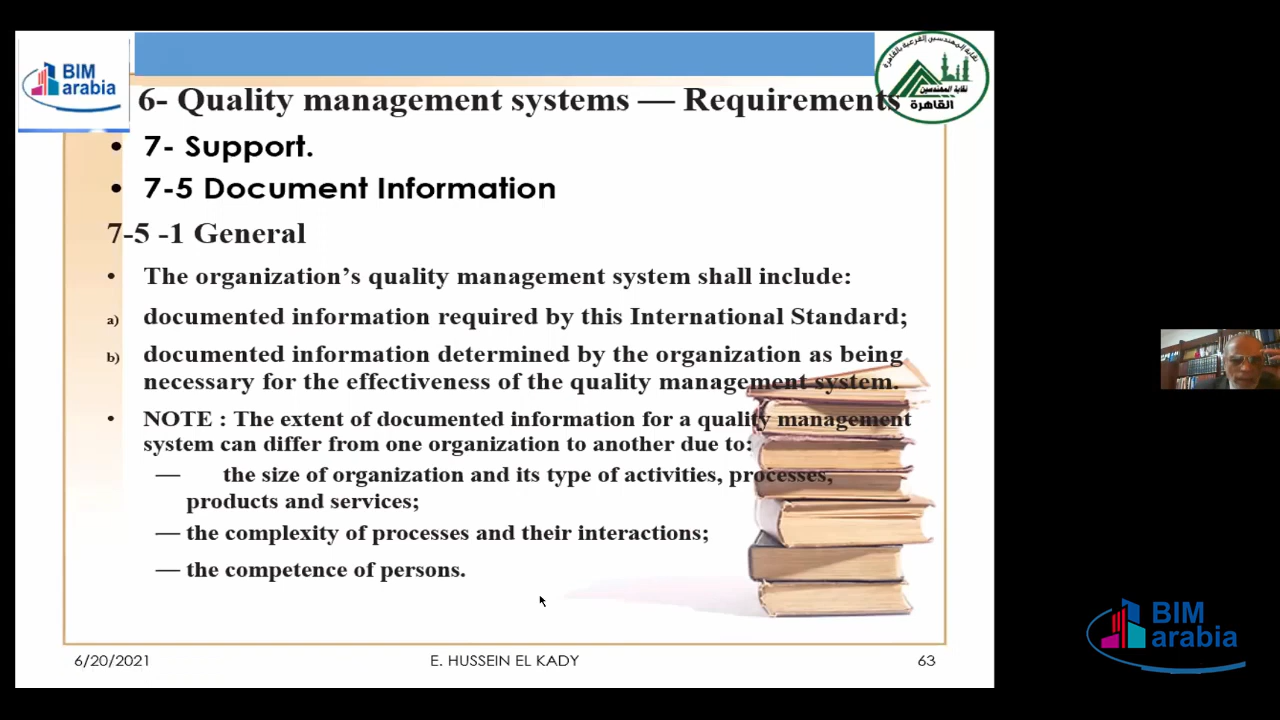 BIM
arabia
نقابة المهندسين الفرعية بالقاهرة
نقابة المهندسين
القاهرة
6- Quality management systems — Requirements
• 7- Support.
• 7-5 Document Information
7-5 -1 General
• The organization’s quality management system shall include:
a) documented information required by this International Standard;
b) documented information determined by the organization as being
necessary for the effectiveness of the quality management system.
• NOTE : The extent of documented information for a quality management
system can differ from one organization to another due to:
— the size of organization and its type of activities, processes,
products and services;
— the complexity of processes and their interactions;
— the competence of persons.
6/20/2021
E. HUSSEIN EL KADY
63
BIM
arabia